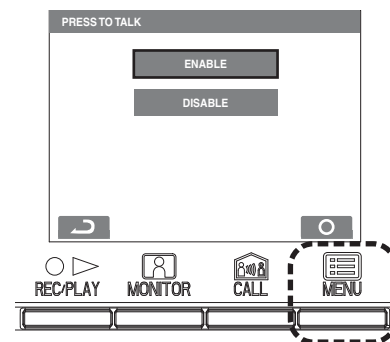 PRESS TO TALK
ENABLE
DISABLE
REC/PLAY MONITOR CALL MENU